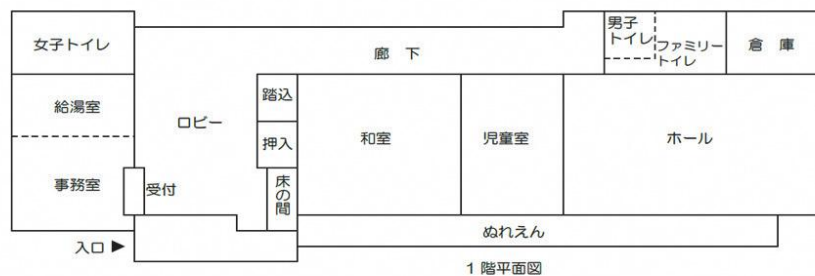 女子トイレ
男子
トイレ
ファミリー
トイレ
倉 庫
廊 下
給湯室
踏込
ロビー
和室
児童室
ホール
押入
事務室
受付
床の間
ぬれえん
入口 ▶
1 階平面図